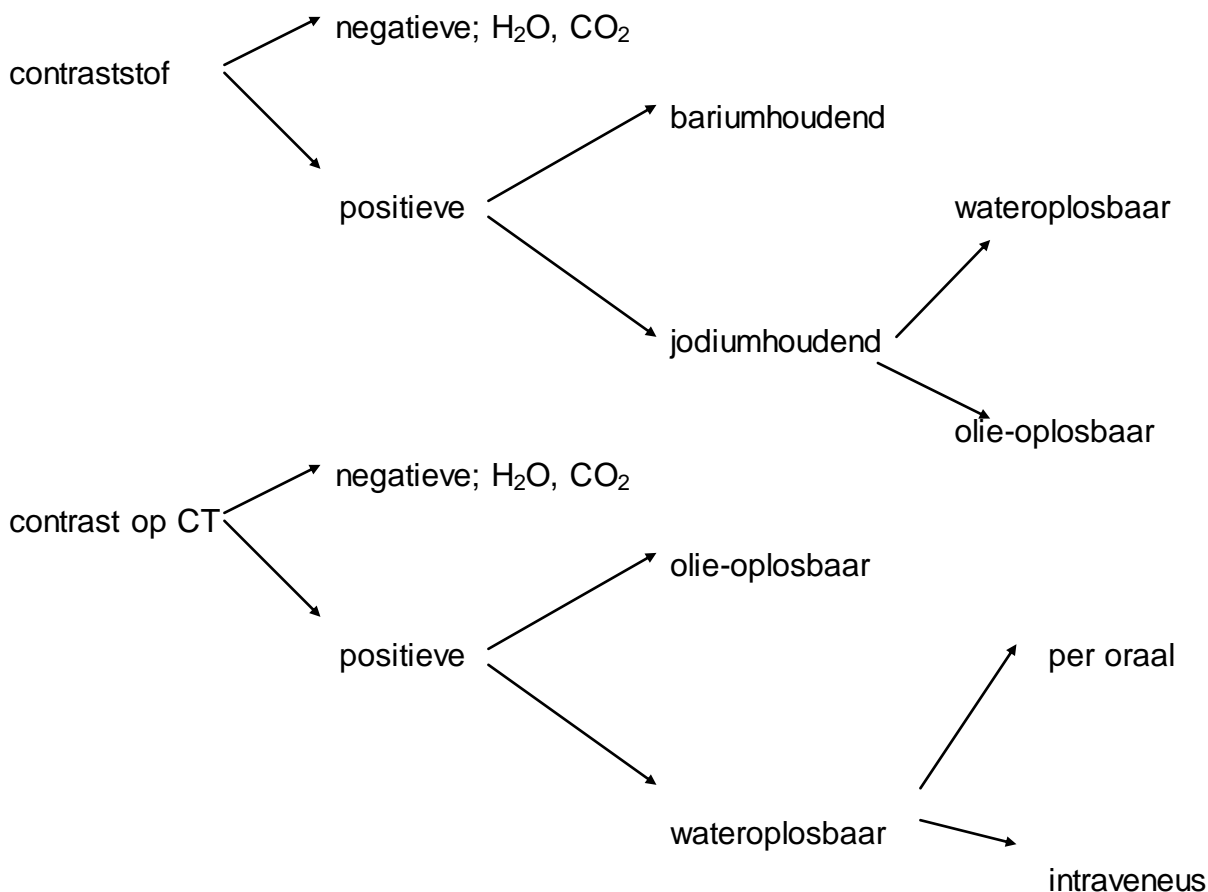 negatieve; H₂O, CO₂
contraststof
bariumhoudend
positieve
wateroplosbaar
jodiumhoudend
olie-oplosbaar
negatieve; H₂O, CO₂
contrast op CT
olie-oplosbaar
positieve
per oraal
wateroplosbaar
intraveneus